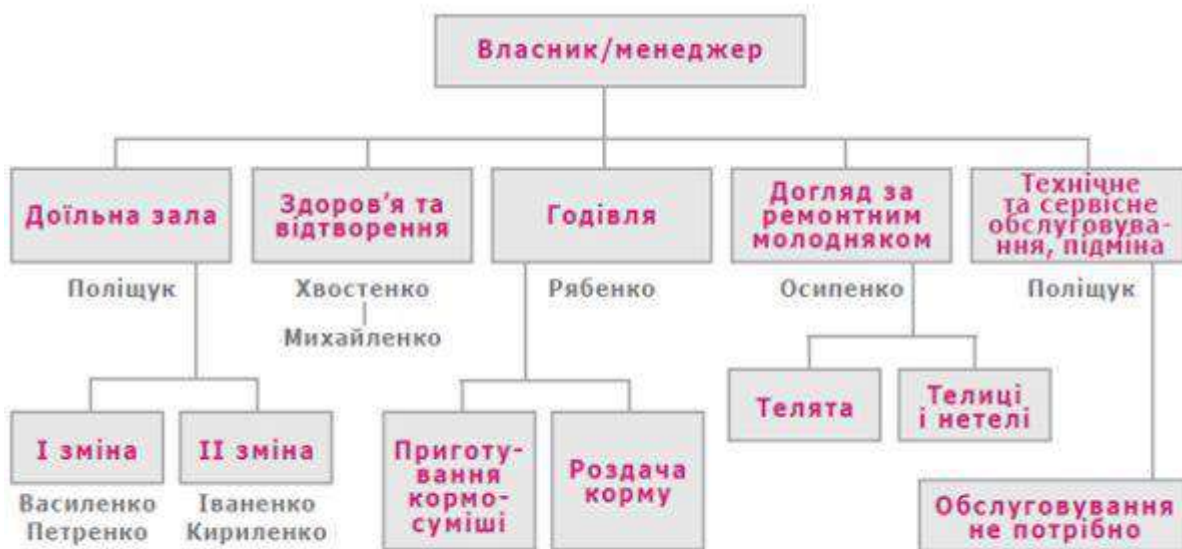 Власник/менеджер
Доїльна зала
Здоров’я та
відтворення
Годівля
Догляд за
ремонтним
молодняком
Технічне
та сервісне
обслуговува-
ння, підміна
Поліщук
Хвостенко
Михайленко
Рябенко
Осипенко
Поліщук
І зміна
ІІ зміна
Василенко
Петренко
Іваненко
Кириленко
Приготу-
вання
кормо-
суміші
Роздача
корму
Телята
Телиці
і нетелі
Обслуговування
не потрібно